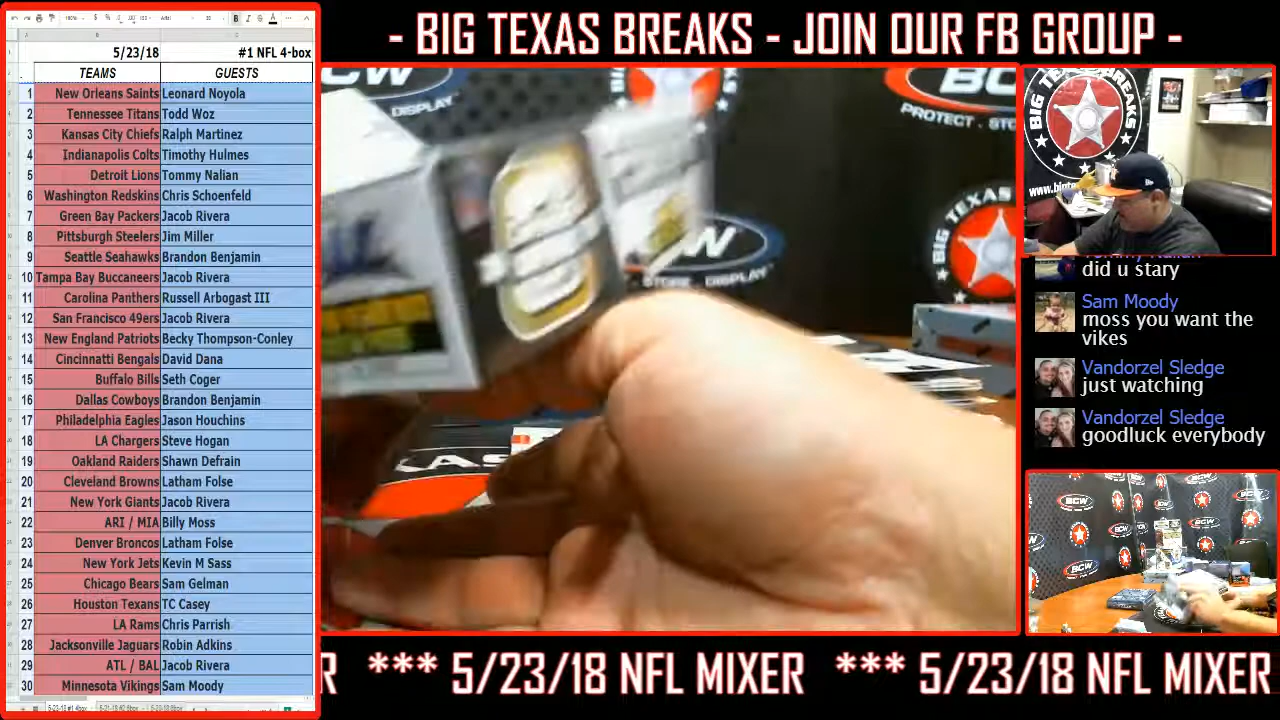 - BIG TEXAS BREAKS - JOIN OUR FB GROUP -
5/23/18 #1 NFL 4-box
TEAMS GUESTS
1 New Orleans Saints Leonard Noyola
2 Tennessee Titans Todd Woz
3 Kansas City Chiefs Ralph Martinez
4 Indianapolis Colts Timothy Hulmes
5 Detroit Lions Tommy Nalian
6 Washington Redskins Chris Schoenfeld
7 Green Bay Packers Jacob Rivera
8 Pittsburgh Steelers Jim Miller
9 Seattle Seahawks Brandon Benjamin
10 Tampa Bay Buccaneers Jacob Rivera
11 Carolina Panthers Russell Arbogast III
12 San Francisco 49ers Jacob Rivera
13 New England Patriots Becky Thompson-Conley
14 Cincinnatti Bengals David Dana
15 Buffalo Bills Seth Coger
16 Dallas Cowboys Brandon Benjamin
17 Philadelphia Eagles Jason Houchins
18 LA Chargers Steve Hogan
19 Oakland Raiders Shawn Defrain
20 Cleveland Browns Latham Folse
21 New York Giants Jacob Rivera
22 ARI / MIA Billy Moss
23 Denver Broncos Latham Folse
24 New York Jets Kevin M Sass
25 Chicago Bears Sam Gelman
26 Houston Texans TC Casey
27 LA Rams Chris Parrish
28 Jacksonville Jaguars Robin Adkins
29 ATL / BAL Jacob Rivera
30 Minnesota Vikings Sam Moody
BCW
DISPLAY
PROTECT · STO
STORE · DISPLAY
BIG TEXAS
BIG TEXAS BREAKS
did u stary
Sam Moody
moss you want the
vikes
Vandorzel Sledge
just watching
Vandorzel Sledge
goodluck everybody
R *** 5/23/18 NFL MIXER *** 5/23/18 NFL MIXER